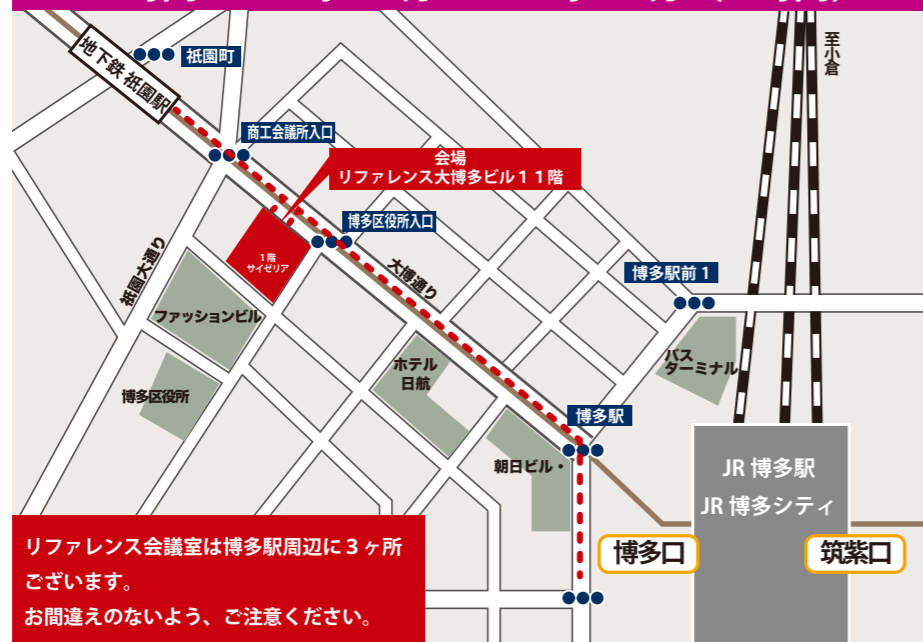 至小倉
祇園町
地下鉄 祇園駅
商工会議所入口
会場
リファレンス大博多ビル１１階
博多区役所入口
１階
サイゼリア
大博通り
祇園大通り
博多駅前 1
ファッションビル
ホテル
日航
バス
ターミナル
博多区役所
博多駅
朝日ビル・
JR 博多駅
JR 博多シティ
博多口
筑紫口
リファレンス会議室は博多駅周辺に３ヶ所
ございます。
お間違えのないよう、ご注意ください。